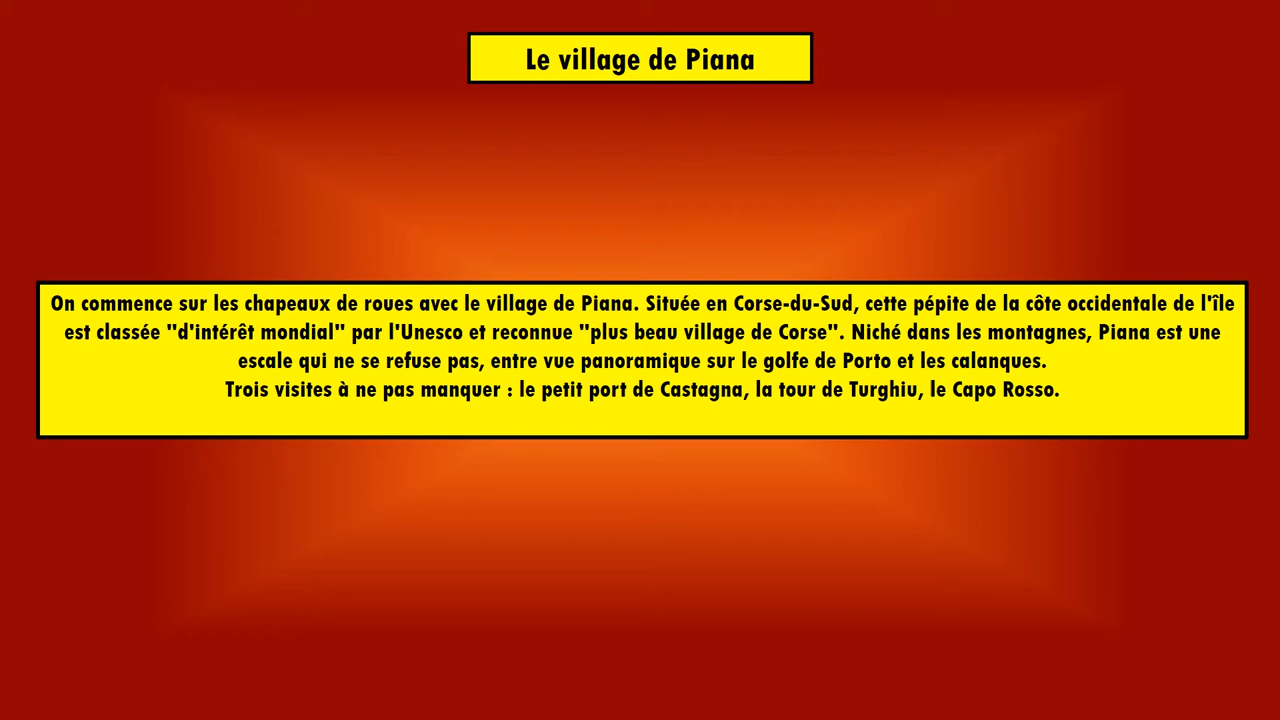 Le village de Piana
On commence sur les chapeaux de roues avec le village de Piana. Située en Corse-du-Sud, cette pépite de la côte occidentale de l'île
est classée "d'intérêt mondial" par l'Unesco et reconnue "plus beau village de Corse". Niché dans les montagnes, Piana est une
escale qui ne se refuse pas, entre vue panoramique sur le golfe de Porto et les calanques.
Trois visites à ne pas manquer : le petit port de Castagna, la tour de Turghiu, le Capo Rosso.